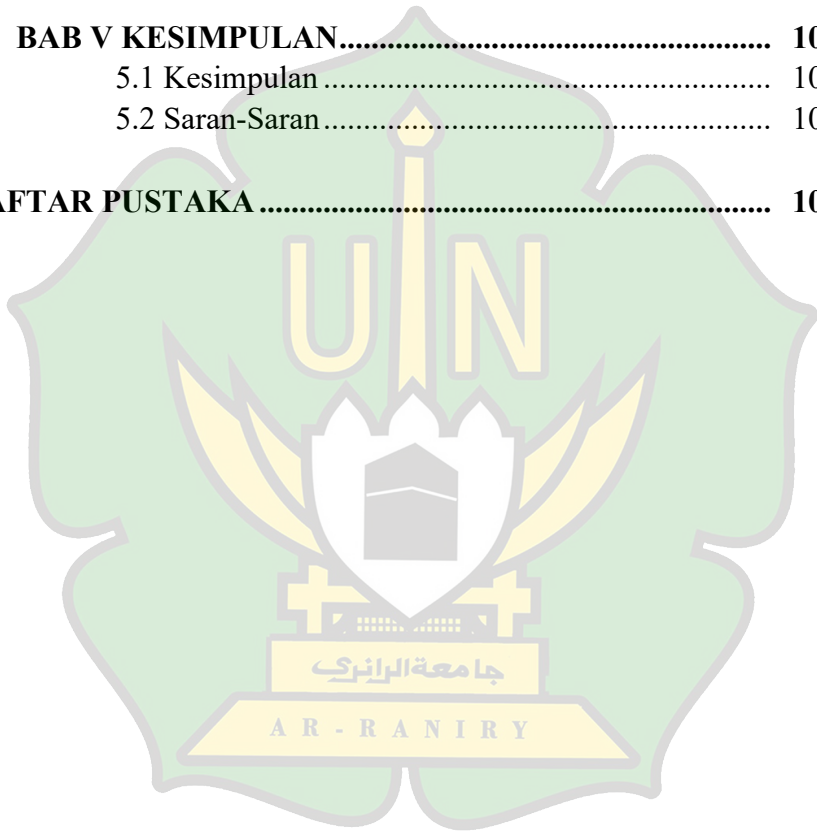 BAB V KESIMPULAN........................................................ 10
5.1 Kesimpulan........................................................ 10
5.2 Saran-Saran........................................................ 10
AFTAR PUSTAKA................................................................ 10
UIN
جامعةالرانري
AR-RANIRY